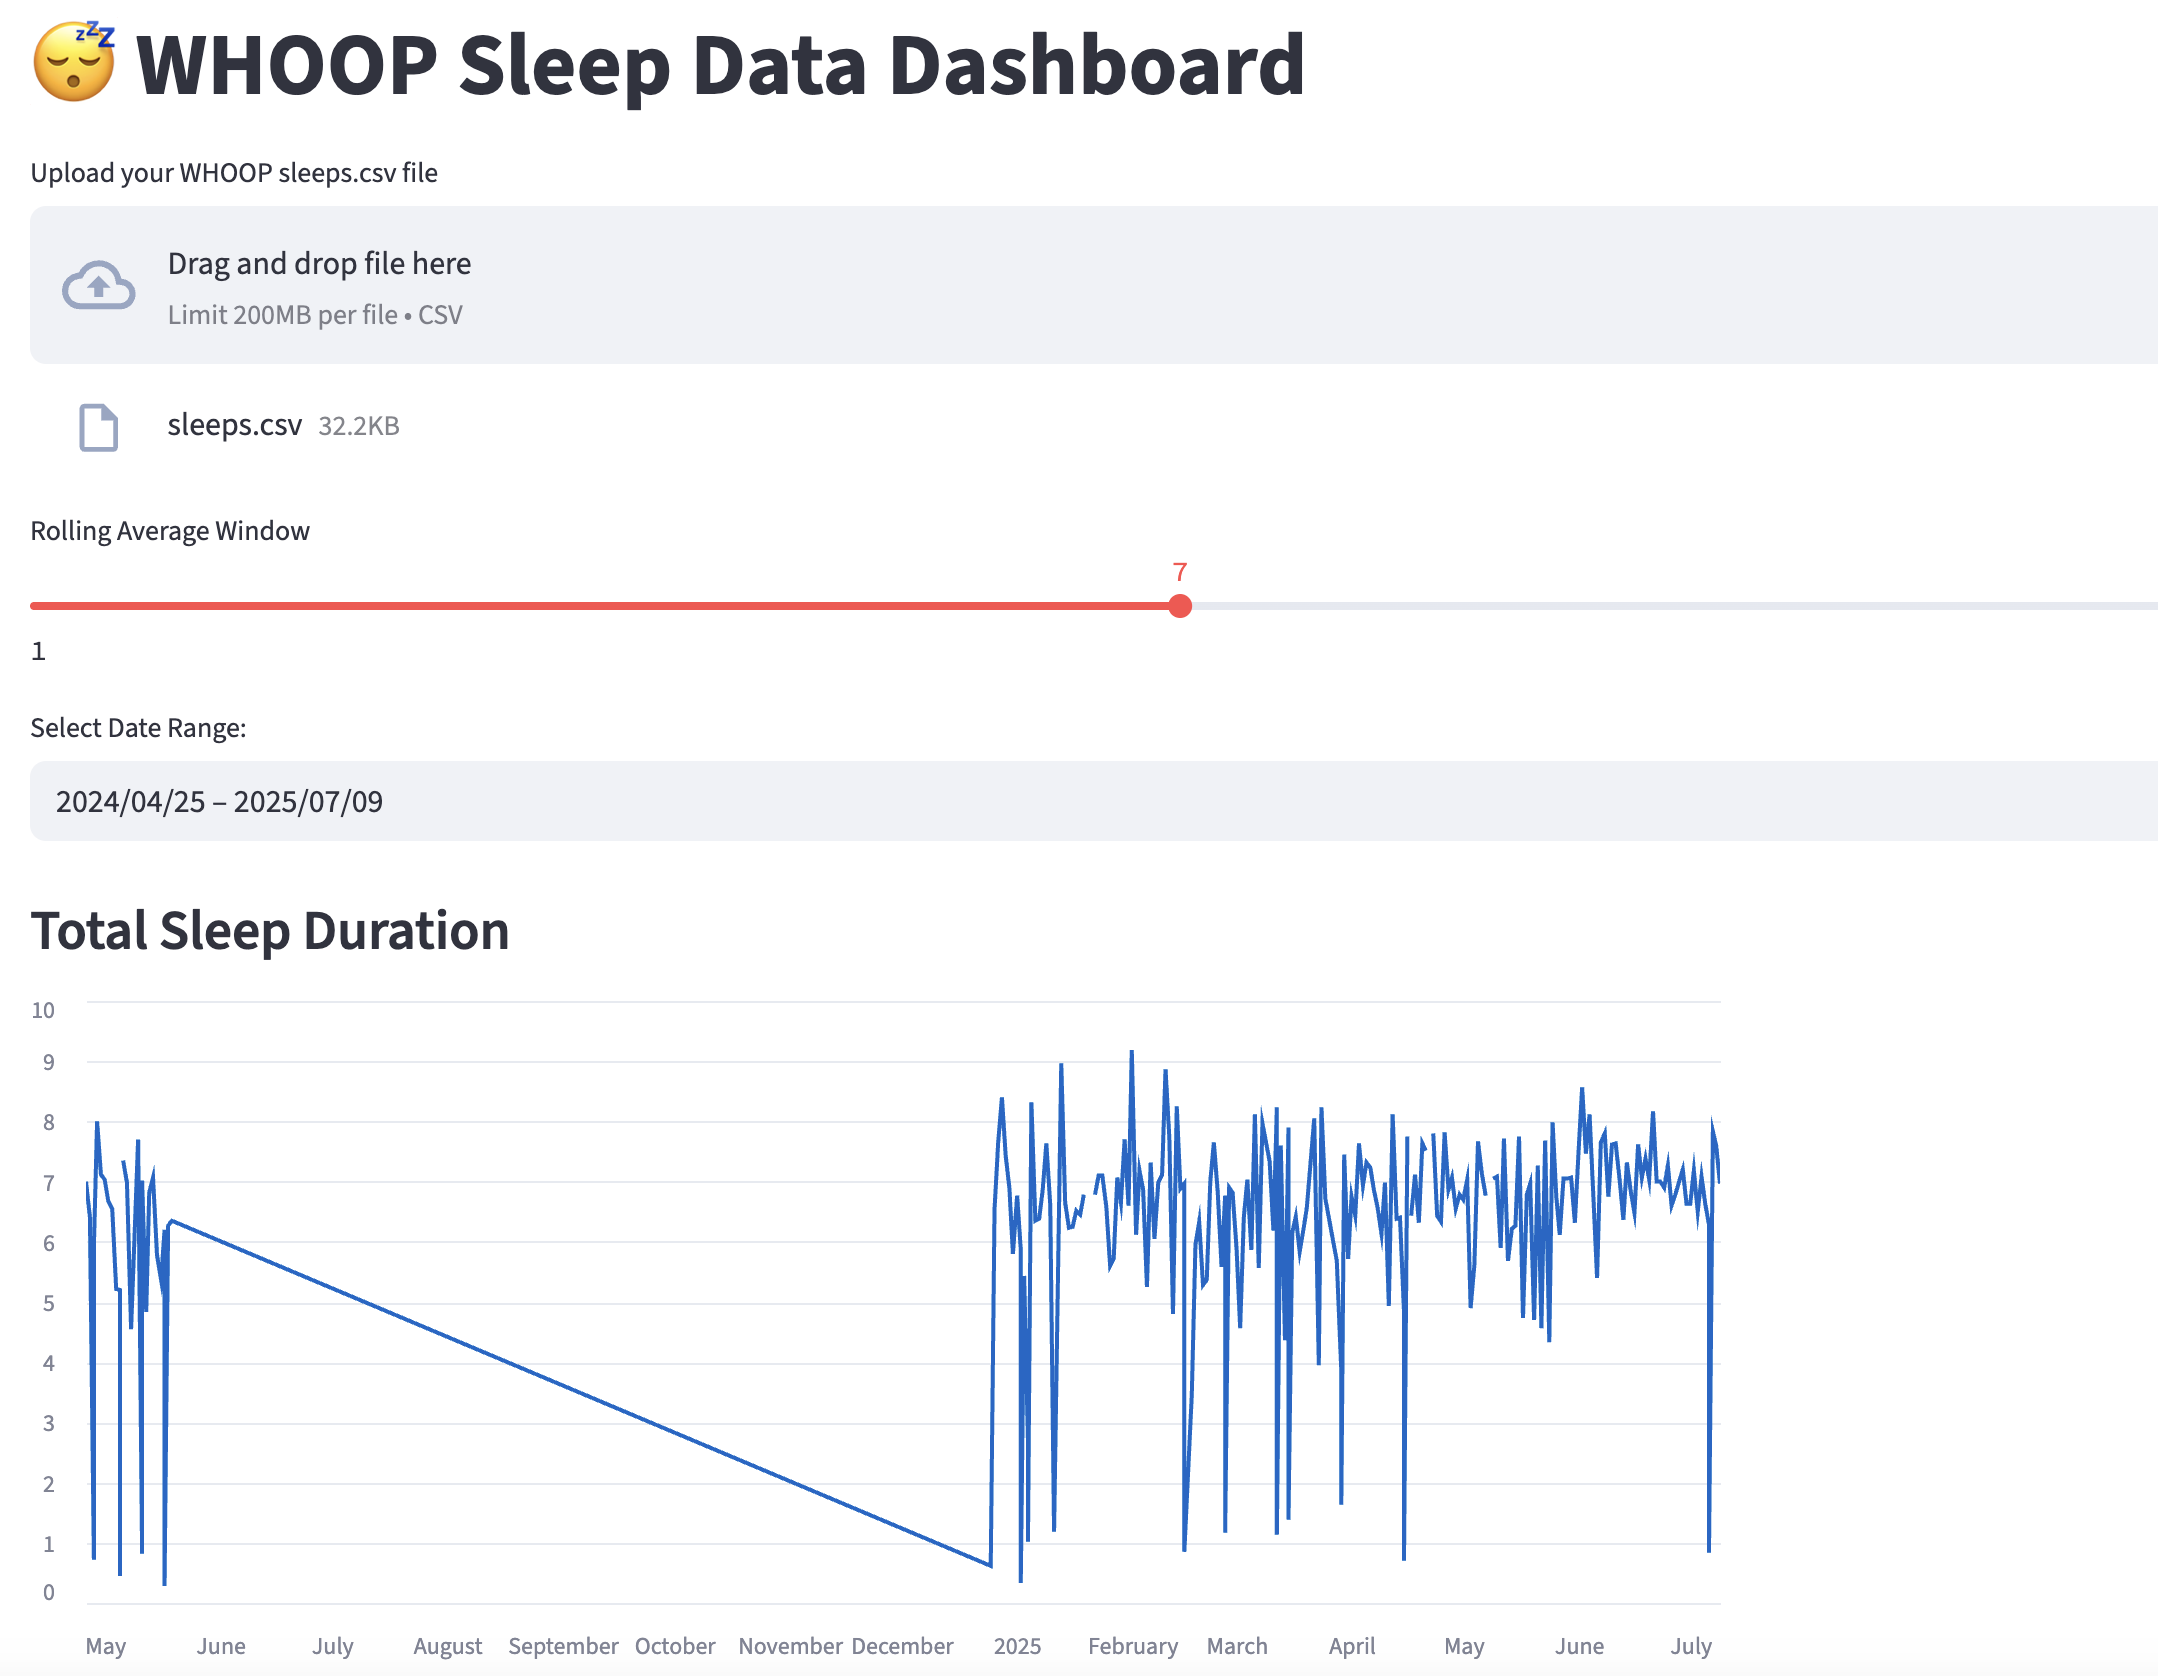 😴 WHOOP Sleep Data Dashboard
Upload your WHOOP sleeps.csv file
Drag and drop file here
Limit 200MB per file • CSV
sleeps.csv 32.2KB
Rolling Average Window
7
1
Select Date Range:
2024/04/25 – 2025/07/09
Total Sleep Duration
10
9
8
7
6
5
4
3
2
1
0
May June July August September October November December 2025 February March April May June July